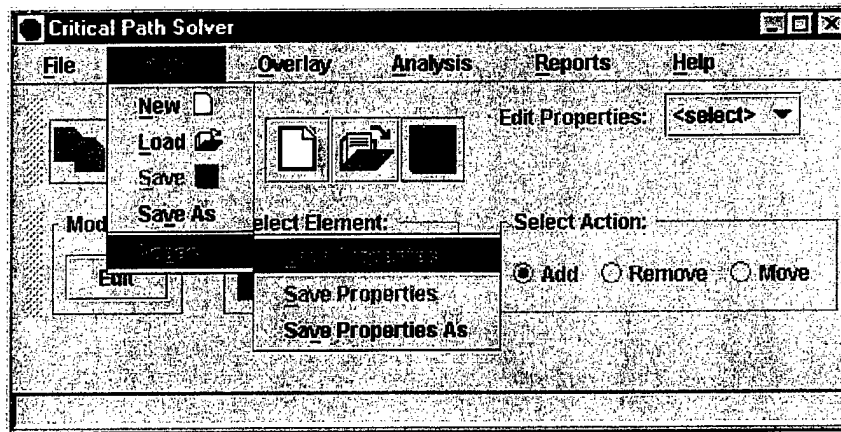 Critical Path Solver
File Overlay Analysis Reports Help
New
Load
Save
Save As
Edit Properties: <select>
Select Element:
Select Action:
Edit
Add Remove Move
Save Properties
Save Properties As